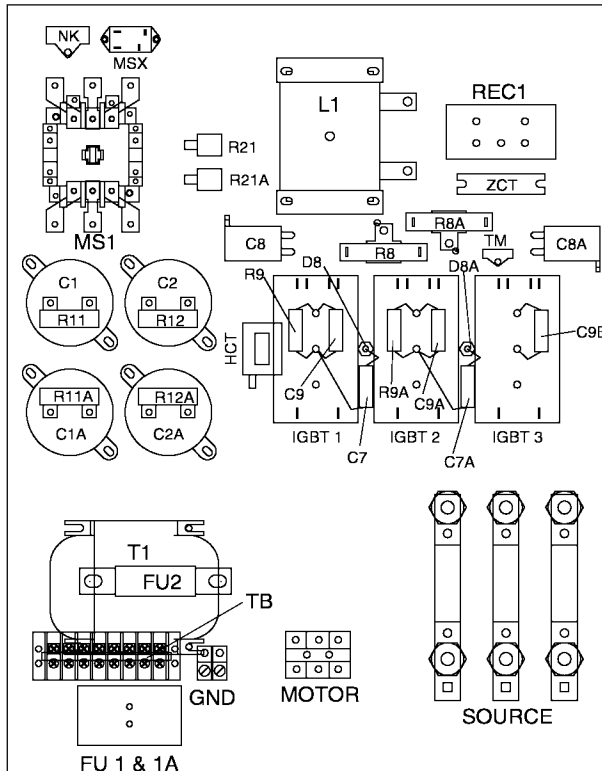 NK
MSX
L1
REC1
R21
R21A
ZCT
MS1
C8
R8
R8A
TM
C8A
C1
C2
R9
D8
D8A
R11
R12
HCT
C9B
C9
R9A
C9A
R11A
R12A
C1A
C2A
IGBT 1
IGBT 2
IGBT 3
C7
C7A
T1
FU2
TB
GND
MOTOR
SOURCE
FU 1 & 1A